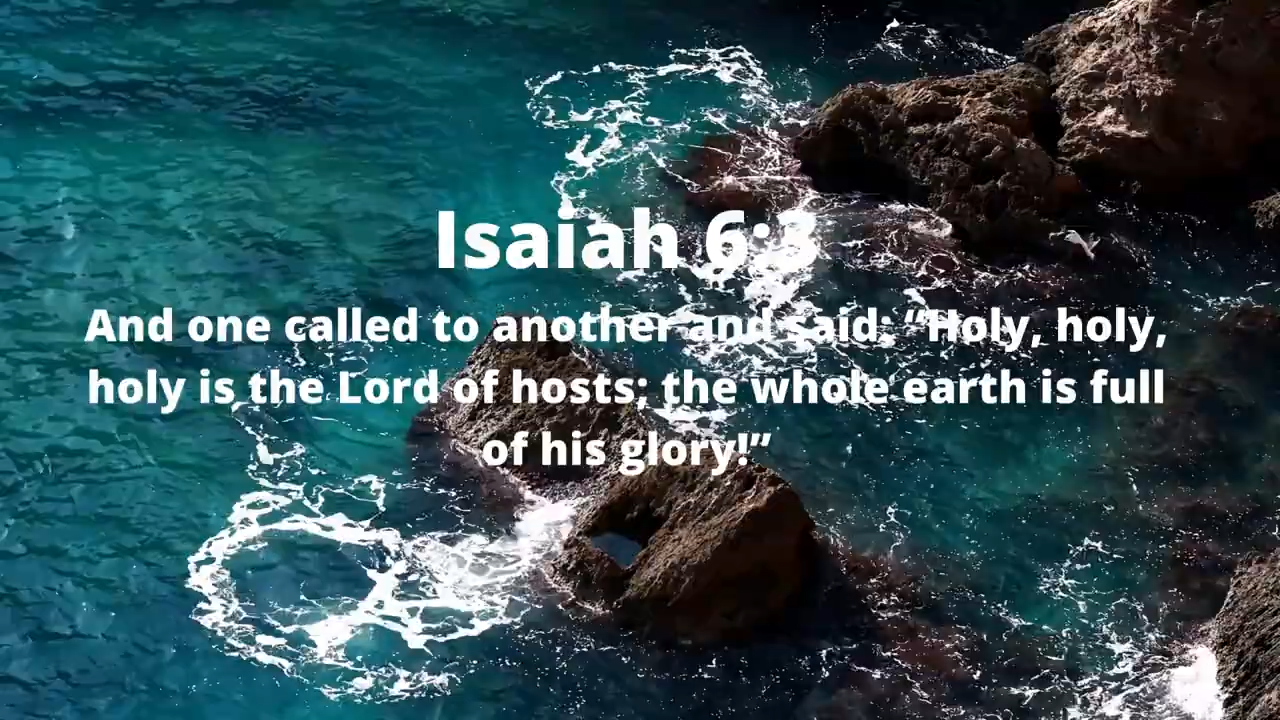 Isaiah 6:3
And one called to another and said: “Holy, holy,
holy is the Lord of hosts; the whole earth is full
of his glory!”